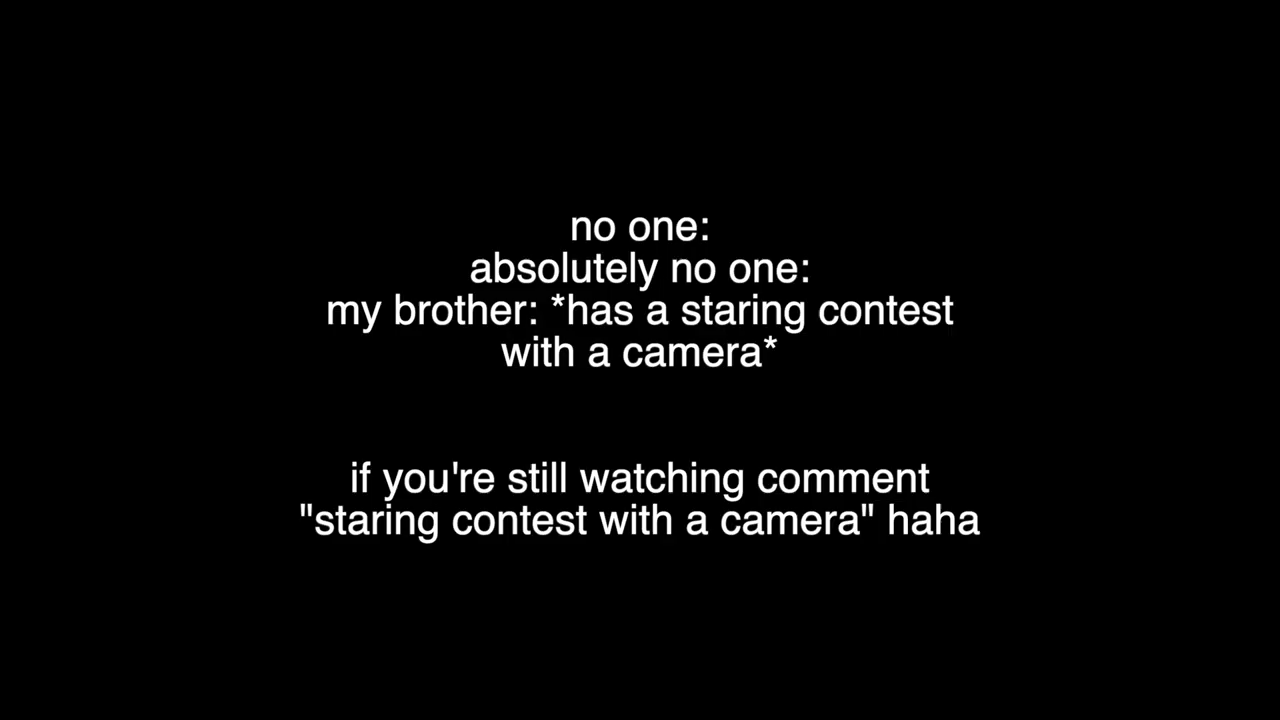 no one:
absolutely no one:
my brother: *has a staring contest
with a camera*
if you're still watching comment
"staring contest with a camera" haha